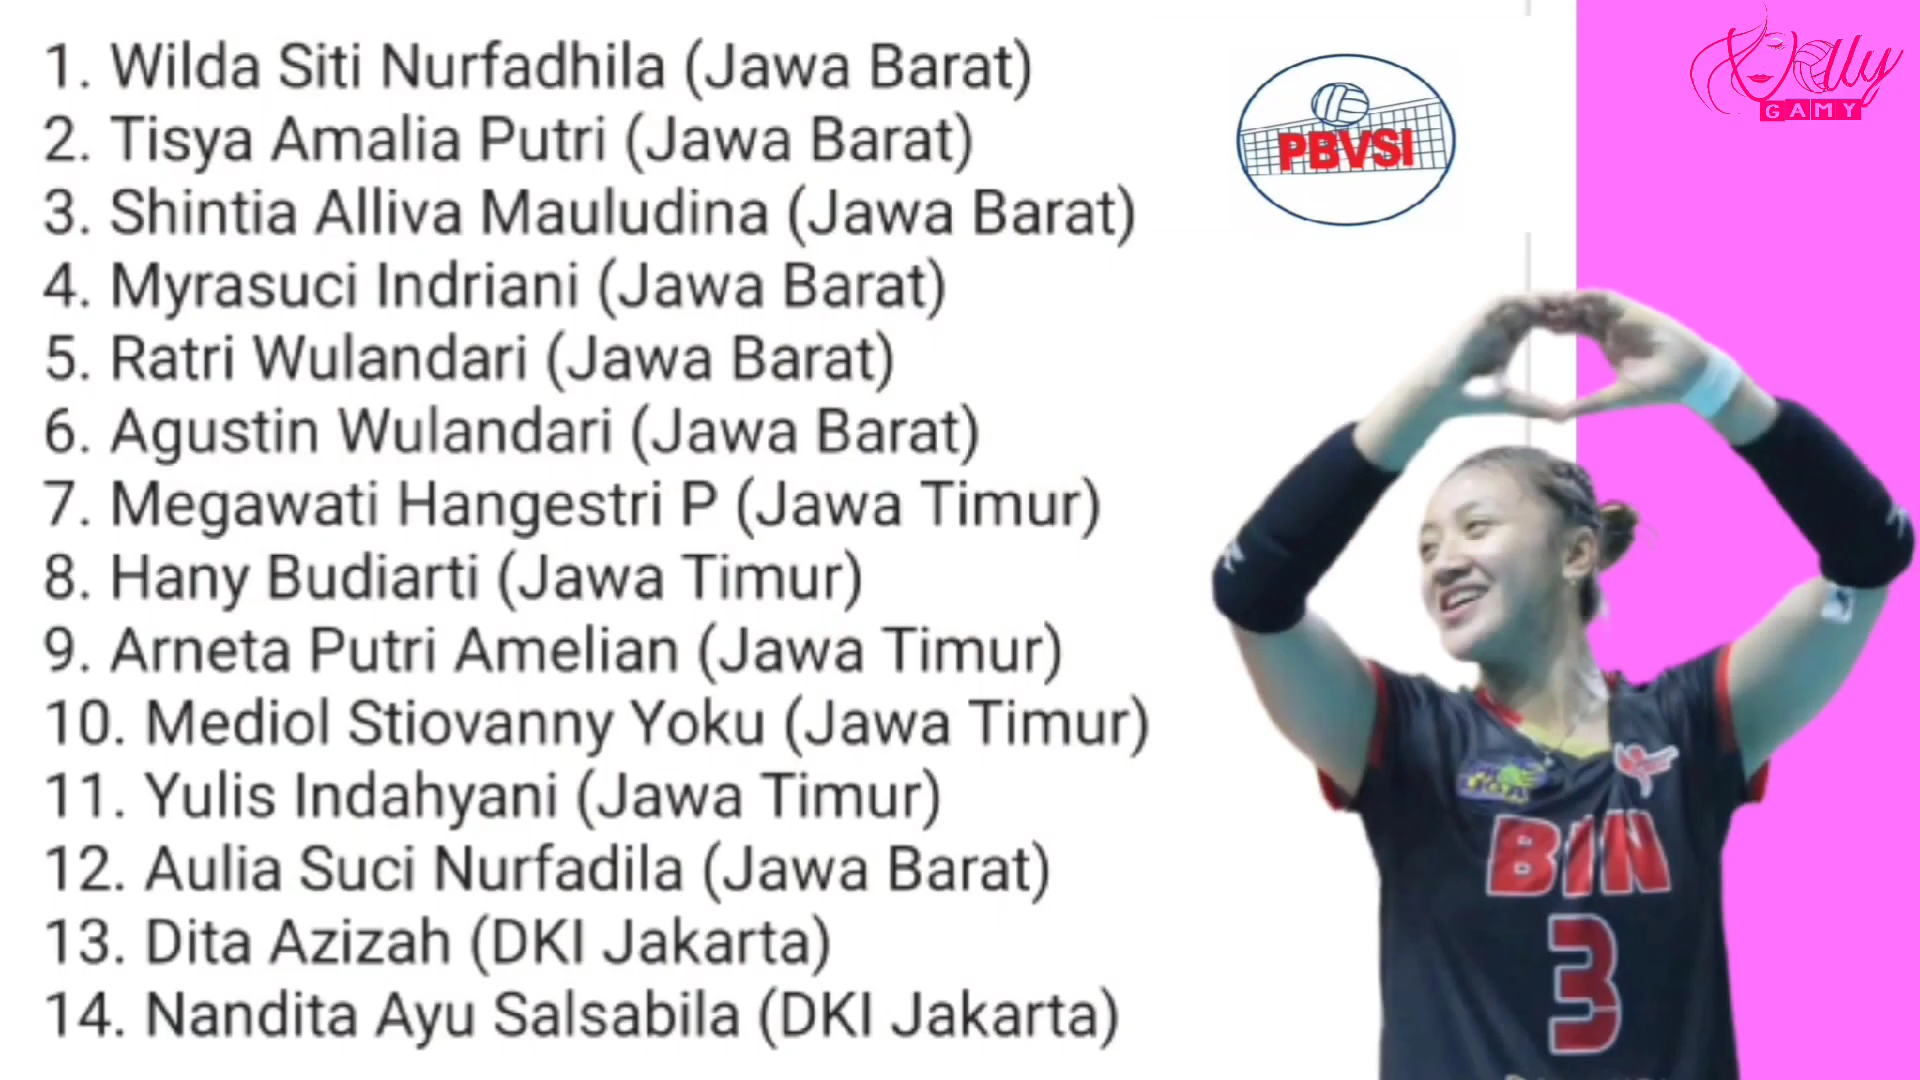 1. Wilda Siti Nurfadhila (Jawa Barat)
2. Tisya Amalia Putri (Jawa Barat)
3. Shintia Alliva Mauludina (Jawa Barat)
4. Myrasuci Indriani (Jawa Barat)
5. Ratri Wulandari (Jawa Barat)
6. Agustin Wulandari (Jawa Barat)
7. Megawati Hangestri P (Jawa Timur)
8. Hany Budiarti (Jawa Timur)
9. Arneta Putri Amelian (Jawa Timur)
10. Mediol Stiovanny Yoku (Jawa Timur)
11. Yulis Indahyani (Jawa Timur)
12. Aulia Suci Nurfadila (Jawa Barat)
13. Dita Azizah (DKI Jakarta)
14. Nandita Ayu Salsabila (DKI Jakarta)
PBVSI
GAMY
BIN
3